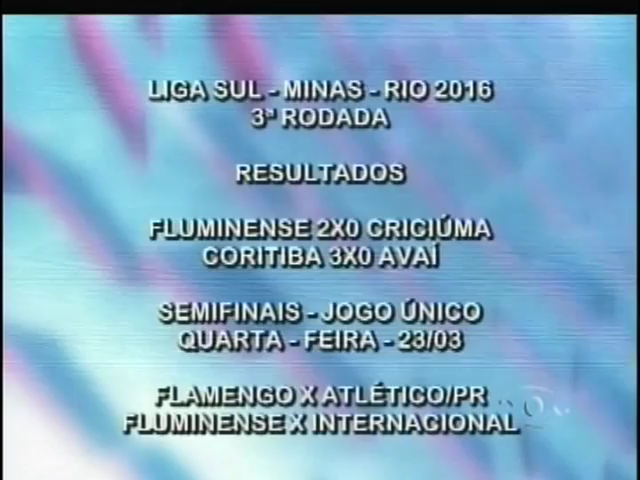 LIGA SUL - MINAS - RIO 2016
3ª RODADA
RESULTADOS
FLUMINENSE 2X0 CRICIÚMA
CORITIBA 3X0 AVAÍ
SEMIFINAIS - JOGO ÚNICO
QUARTA - FEIRA - 23/03
FLAMENGO X ATLÉTICO/PR
FLUMINENSE X INTERNACIONAL